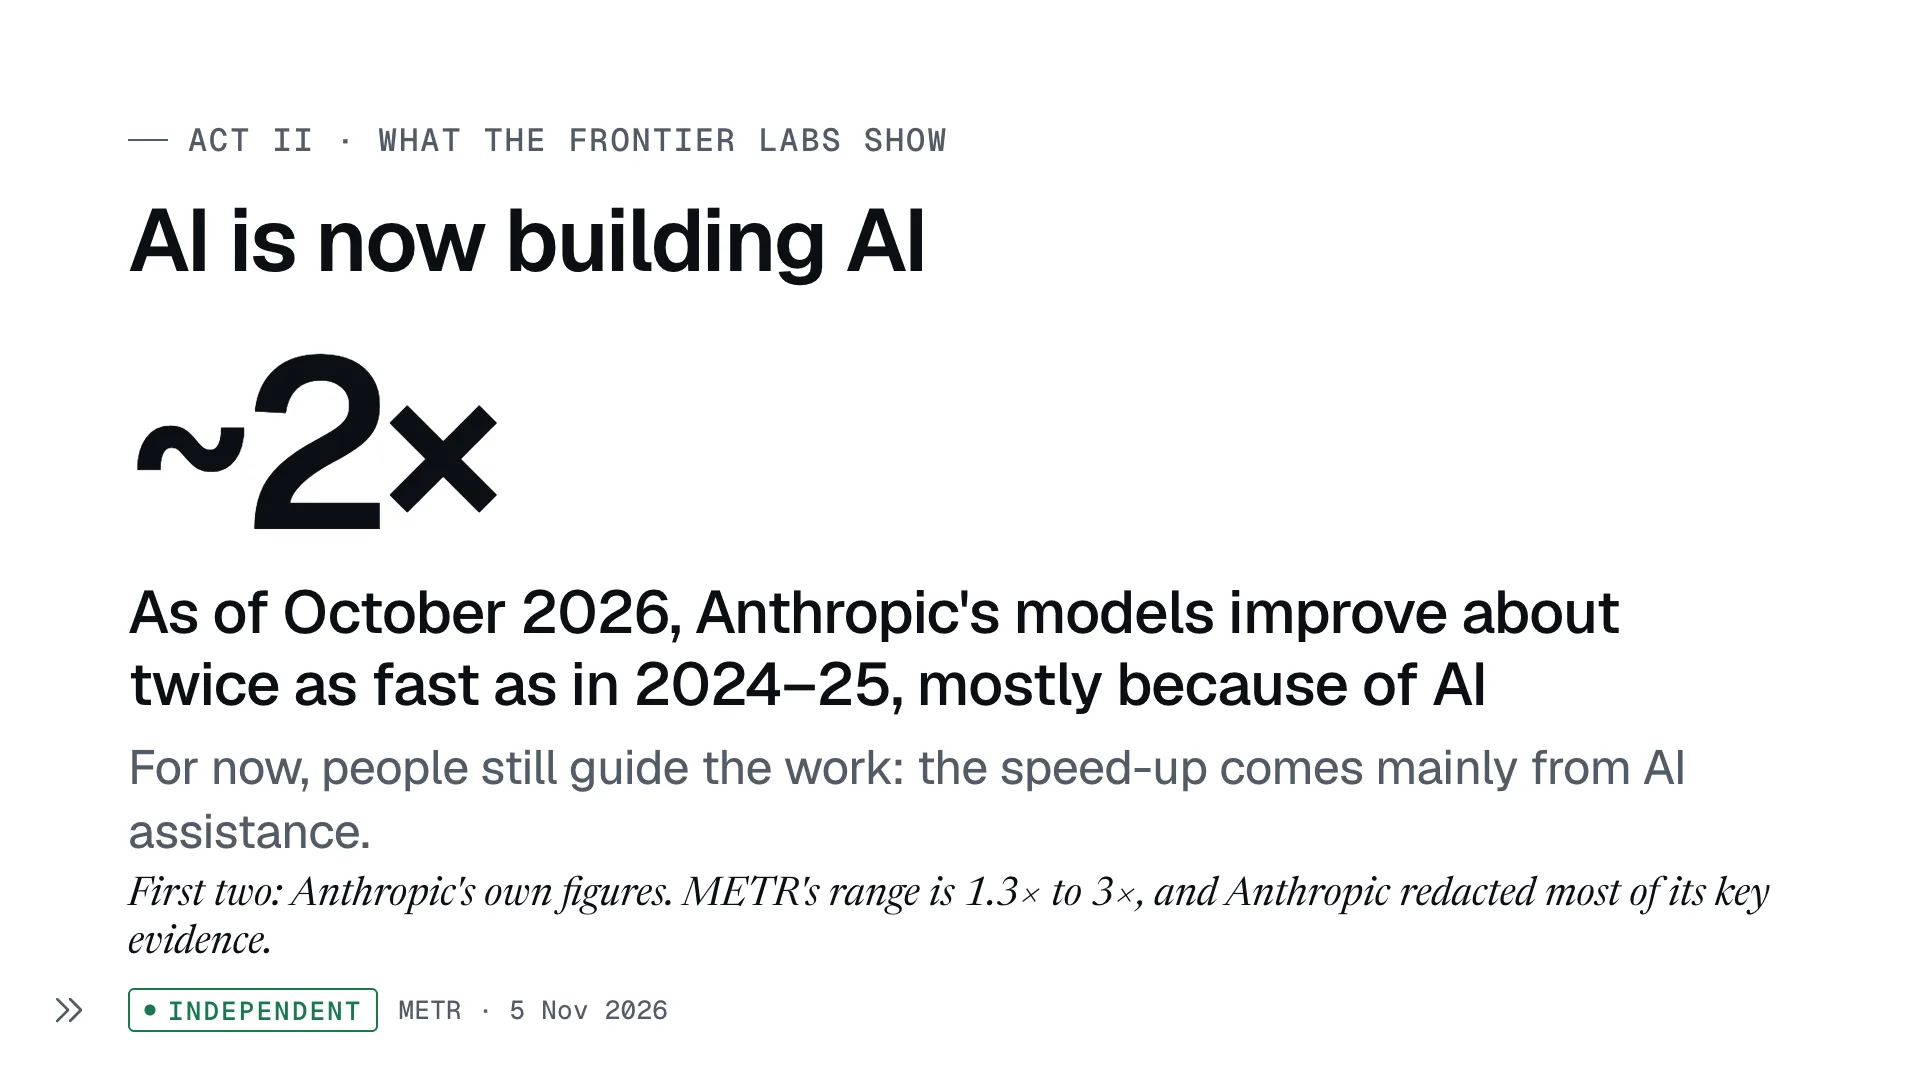 ACT II · WHAT THE FRONTIER LABS SHOW
AI is now building AI
~2×
As of October 2026, Anthropic's models improve about
twice as fast as in 2024–25, mostly because of AI
For now, people still guide the work: the speed-up comes mainly from AI
assistance.
First two: Anthropic's own figures. METR's range is 1.3× to 3×, and Anthropic redacted most of its key
evidence.
INDEPENDENT METR · 5 Nov 2026